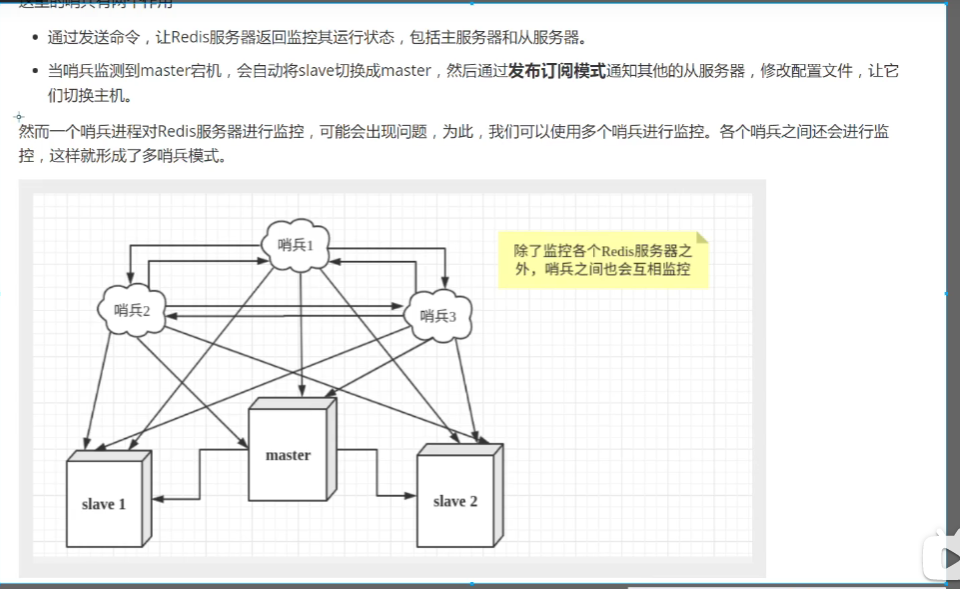 这里的哨兵有两个作用
通过发送命令，让Redis服务器返回监控其运行状态，包括主服务器和从服务器。
当哨兵监测到master宕机，会自动将slave切换成master，然后通过发布订阅模式通知其他的从服务器，修改配置文件，让它
们切换主机。
然而一个哨兵进程对Redis服务器进行监控，可能会出现问题，为此，我们可以使用多个哨兵进行监控。各个哨兵之间还会进行监
控，这样就形成了多哨兵模式。
哨兵1
除了监控各个Redis服务器之
外，哨兵之间也会互相监控
哨兵2
哨兵3
master
slave 1
slave 2